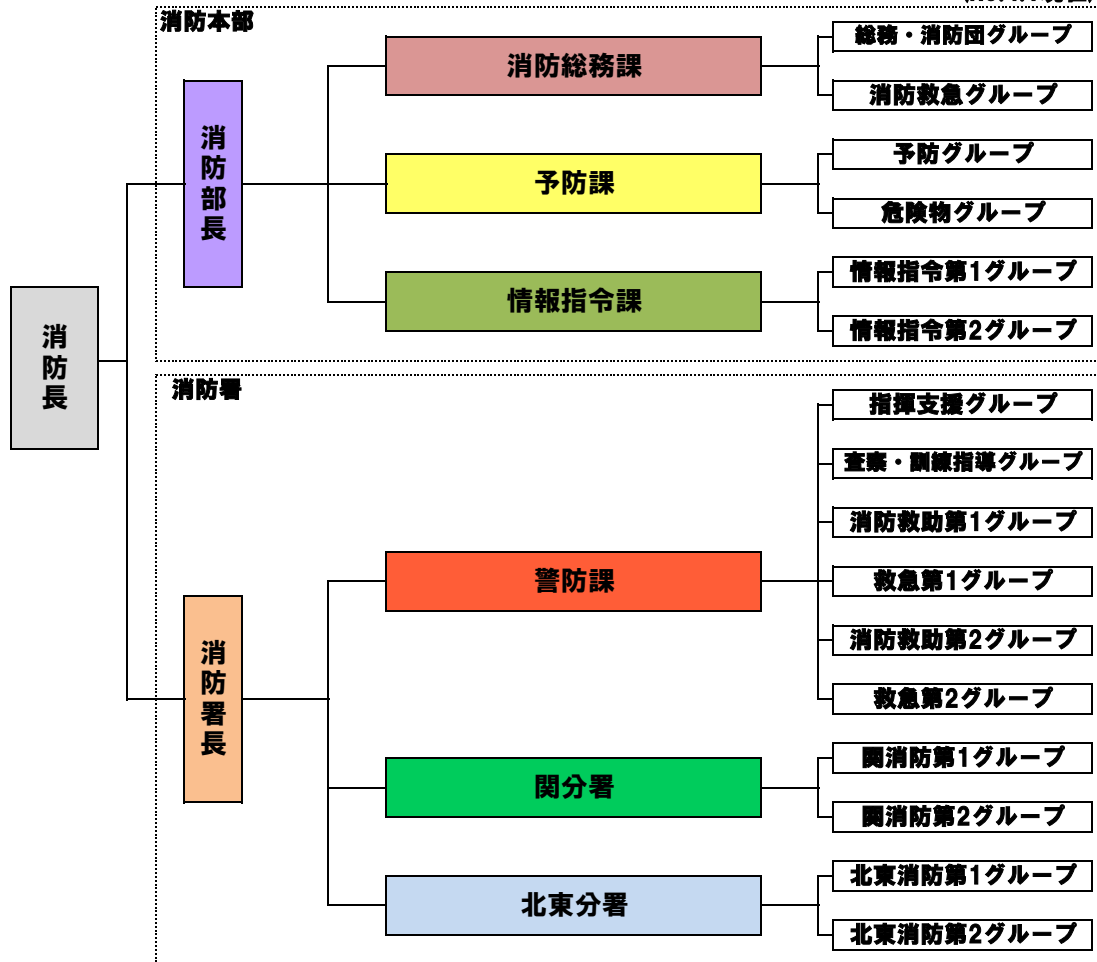 消防本部
消防総務課
総務・消防団グループ
消防救急グループ
消防部長
予防課
予防グループ
危険物グループ
情報指令課
情報指令第1グループ
情報指令第2グループ
消防長
消防署
指揮支援グループ
査察・訓練指導グループ
消防救助第1グループ
警防課
救急第1グループ
消防救助第2グループ
救急第2グループ
消防署長
関分署
関消防第1グループ
関消防第2グループ
北東分署
北東消防第1グループ
北東消防第2グループ